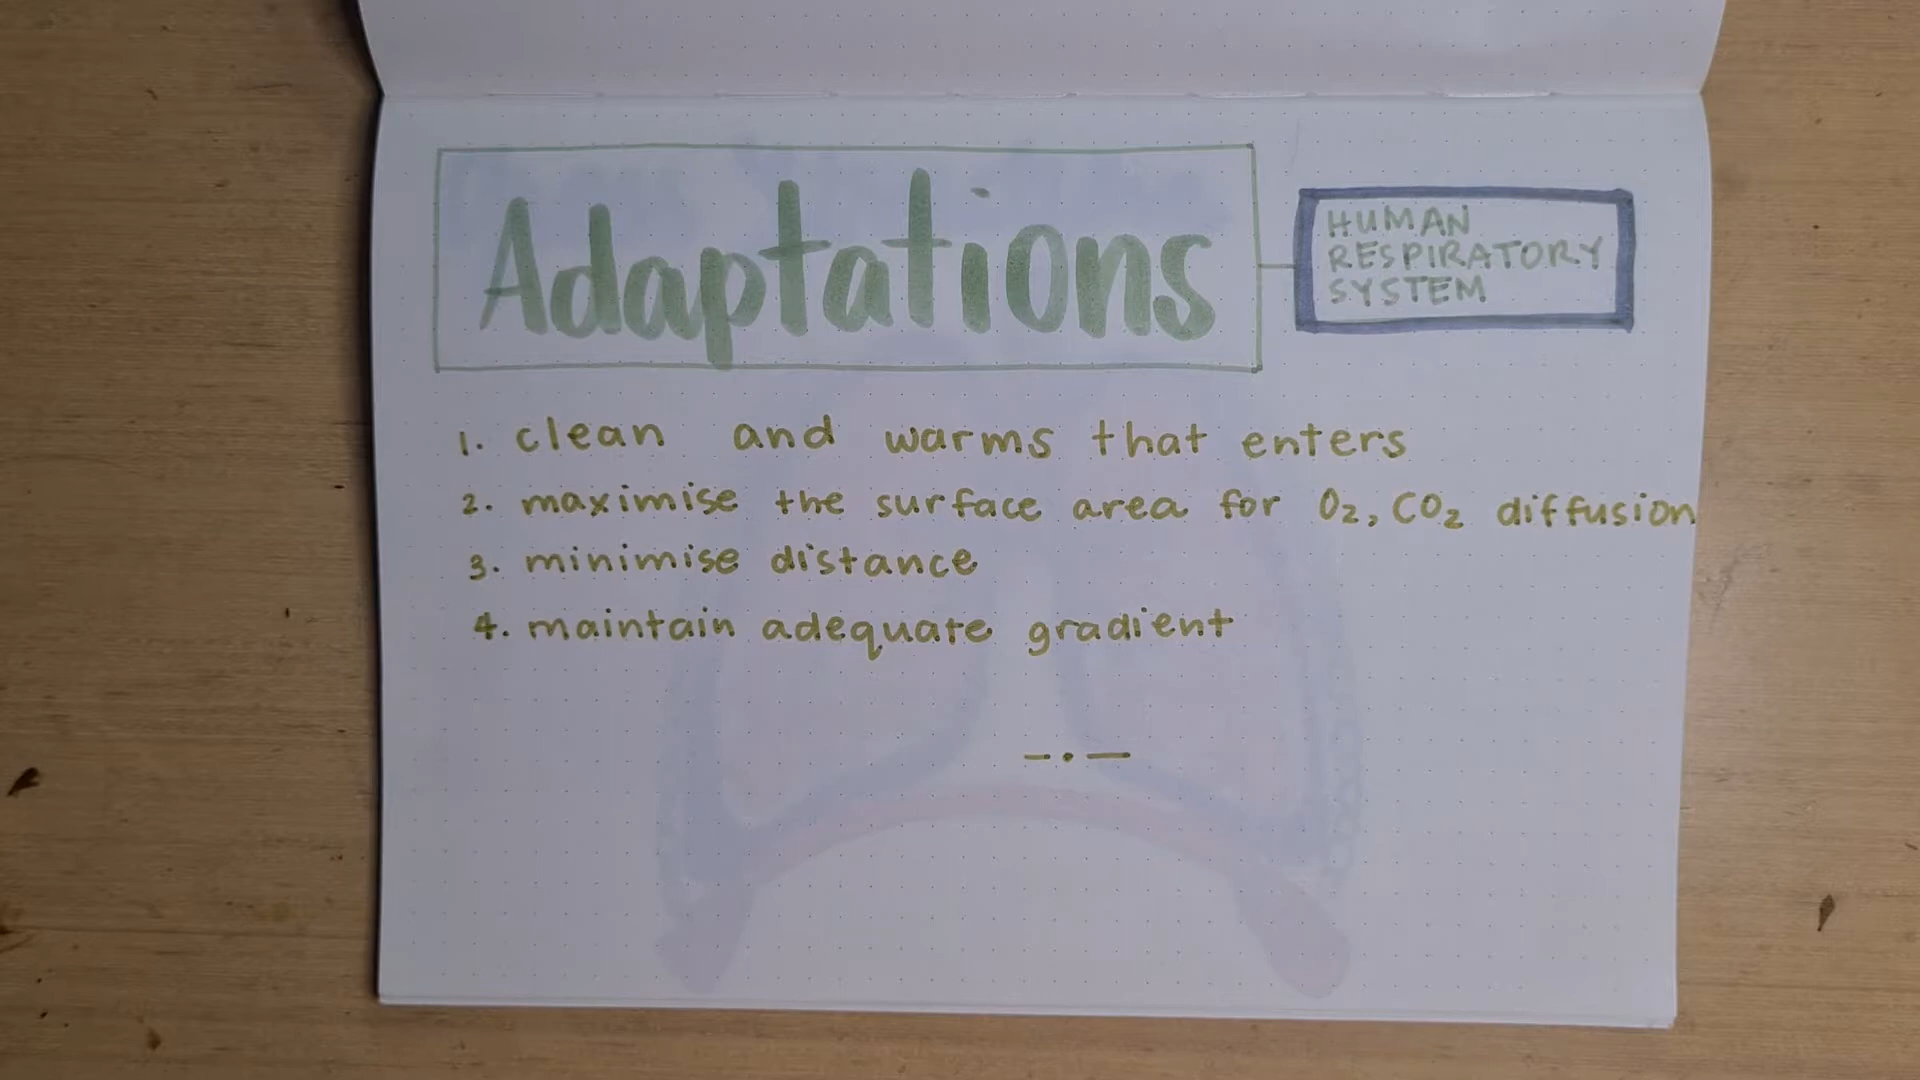 Adaptations
HUMAN
RESPIRATORY
SYSTEM
1. clean and warms that enters
2. maximise the surface area for O₂, CO₂ diffusion
3. minimise distance
4. maintain adequate gradient